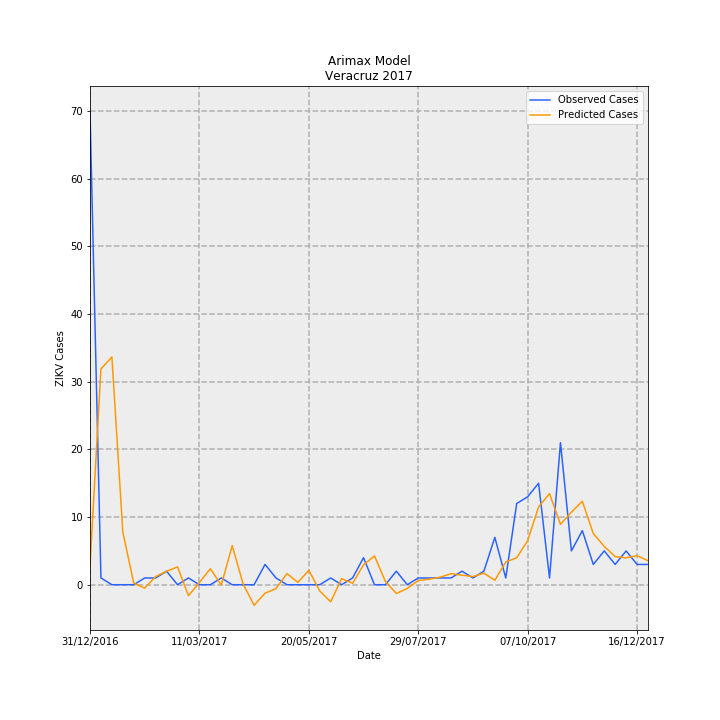 Arimax Model
Veracruz 2017
Observed Cases
Predicted Cases
70
60
50
40
30
20
10
0
ZIKV Cases
31/12/2016 11/03/2017 20/05/2017 29/07/2017 07/10/2017 16/12/2017
Date